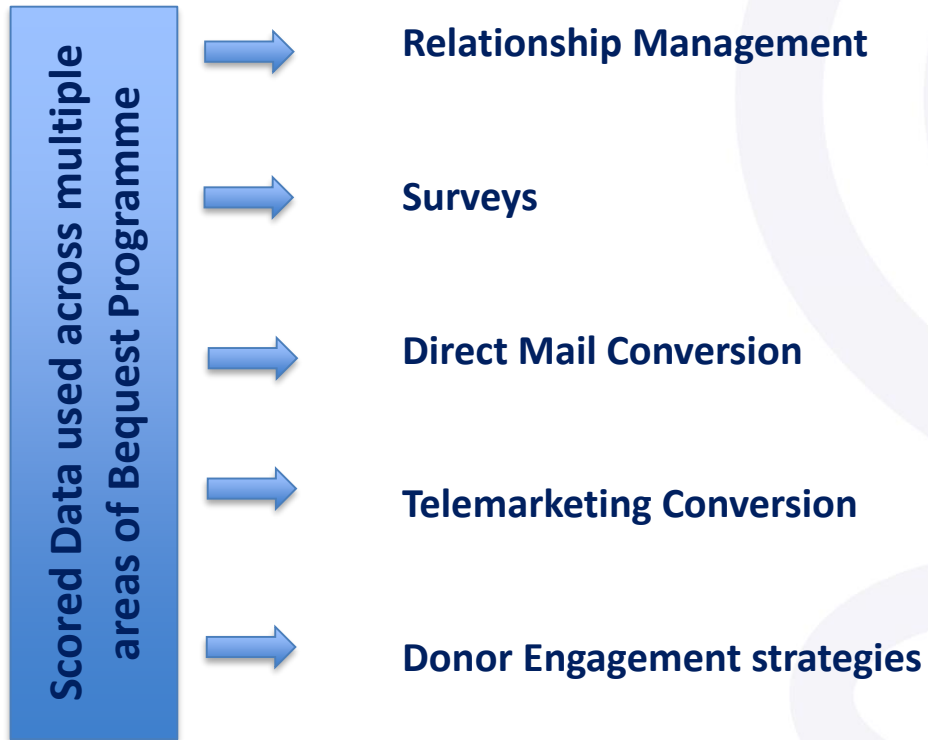 Scored Data used across multiple
areas of Bequest Programme
Relationship Management
Surveys
Direct Mail Conversion
Telemarketing Conversion
Donor Engagement strategies